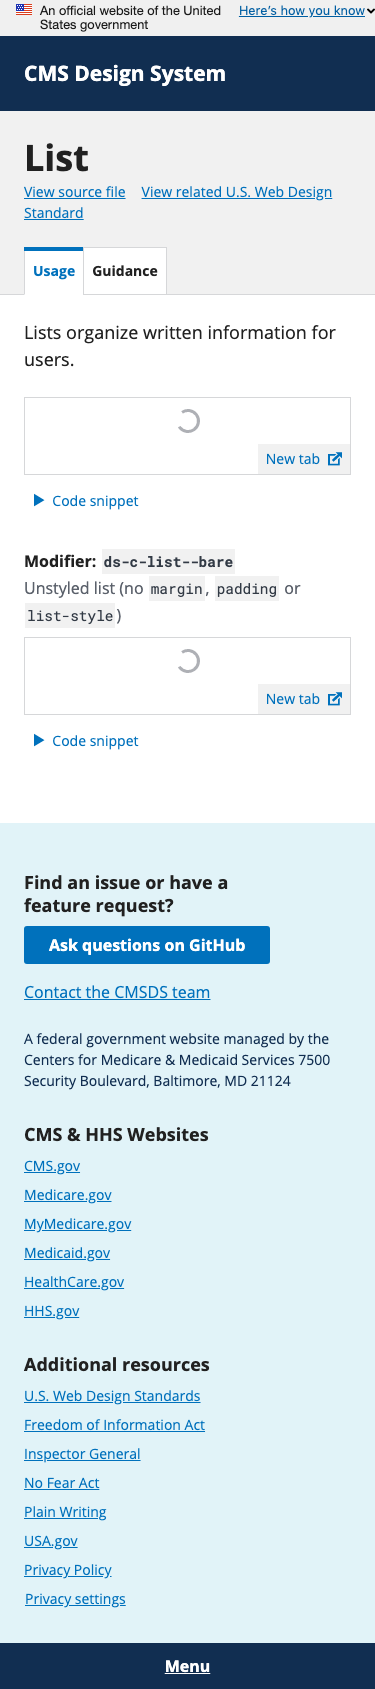 An official website of the United States government
Here's how you know
CMS Design System
List
View source file View related U.S. Web Design
Standard
Usage Guidance
Lists organize written information for
users.
New tab
Code snippet
Modifier: ds-c-list--bare
Unstyled list (no margin, padding or
list-style)
New tab
Code snippet
Find an issue or have a
feature request?
Ask questions on GitHub
Contact the CMSDS team
A federal government website managed by the
Centers for Medicare & Medicaid Services 7500
Security Boulevard, Baltimore, MD 21124
CMS & HHS Websites
CMS.gov
Medicare.gov
MyMedicare.gov
Medicaid.gov
HealthCare.gov
HHS.gov
Additional resources
U.S. Web Design Standards
Freedom of Information Act
Inspector General
No Fear Act
Plain Writing
USA.gov
Privacy Policy
Privacy settings
Menu